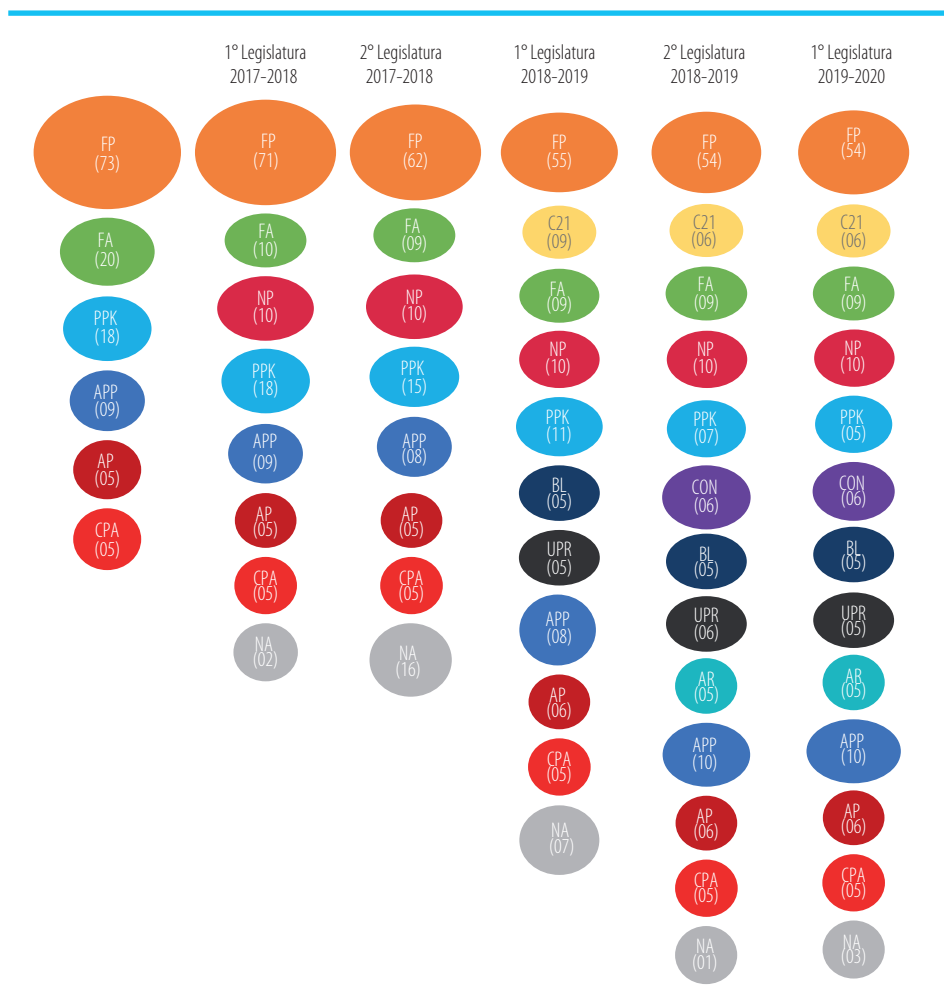 1° Legislatura
2017-2018
2° Legislatura
2017-2018
1° Legislatura
2018-2019
2° Legislatura
2018-2019
1° Legislatura
2019-2020
FP
(73)
FA
(20)
PPK
(18)
APP
(09)
AP
(05)
CPA
(05)
FP
(71)
FA
(10)
NP
(10)
PPK
(18)
APP
(09)
AP
(05)
CPA
(05)
NA
(02)
FP
(62)
FA
(09)
NP
(10)
PPK
(15)
APP
(08)
AP
(05)
CPA
(05)
NA
(16)
FP
(55)
C21
(09)
FA
(09)
NP
(10)
PPK
(11)
BL
(05)
UPR
(05)
APP
(08)
AP
(06)
CPA
(05)
NA
(07)
FP
(54)
C21
(06)
FA
(09)
NP
(10)
PPK
(07)
CON
(06)
BL
(05)
UPR
(06)
AR
(05)
APP
(10)
AP
(06)
CPA
(05)
NA
(01)
FP
(54)
C21
(06)
FA
(09)
NP
(10)
PPK
(05)
CON
(06)
BL
(05)
UPR
(05)
AR
(05)
APP
(10)
AP
(06)
CPA
(05)
NA
(03)